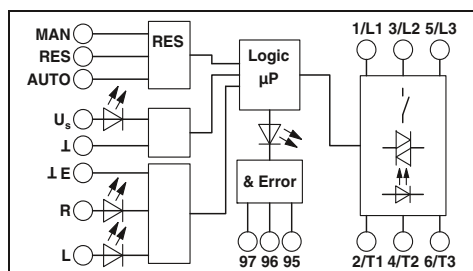 MAN
RES
AUTO
RES
Us
⊥
⊥ E
R
L
Logic
µP
& Error
97 96 95
1/L1 3/L2 5/L3
2/T1 4/T2 6/T3